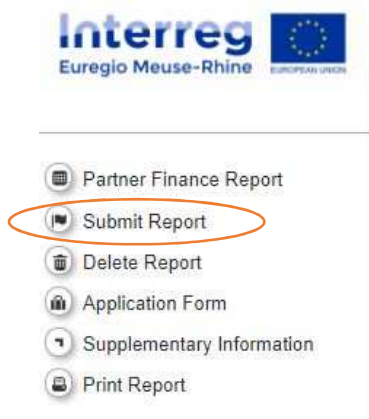 Interreg
Euregio Meuse-Rhine
EUROPEAN UNION
Partner Finance Report
Submit Report
Delete Report
Application Form
Supplementary Information
Print Report